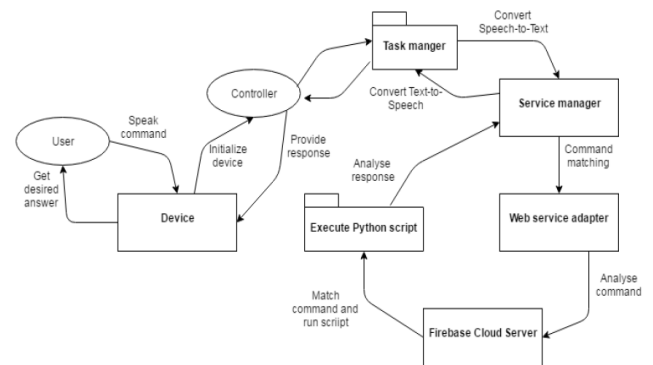 Convert
Speech-to-Text
Task manger
Controller
Convert Text-to-
Speech
Service manager
Speak
command
User
Initialize
device
Provide
response
Analyse
response
Command
matching
Get
desired
answer
Device
Execute Python script
Web service adapter
Match
command and
run scriipt
Analyse
command
Firebase Cloud Server